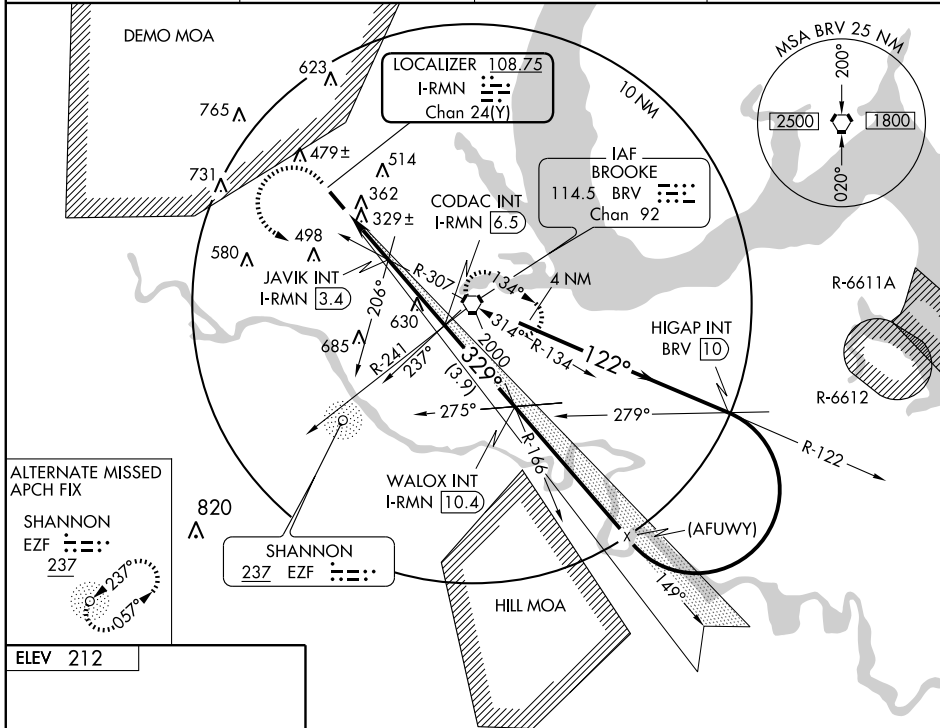 DEMO MOA
623
765
731
479±
514
362
329±
580
498
LOCALIZER 108.75
I-RMN
Chan 24(Y)
10 NM
MSA BRV 25 NM
200°
2500
1800
020°
IAF
BROOKE
114.5 BRV
Chan 92
CODAC INT
I-RMN 6.5
JAVIK INT
I-RMN 3.4
R-307
134°
4 NM
206°
630
685
R-241
237°
314°
R-134
2000
329°
(3.9)
122°
HIGAP INT
BRV 10
R-6611A
R-6612
275°
279°
R-166
R-122
WALOX INT
I-RMN 10.4
(AFUWY)
149°
HILL MOA
820
SHANNON
237 EZF
ALTERNATE MISSED
APCH FIX
SHANNON
EZF
237
237°
057°
X
ELEV 212